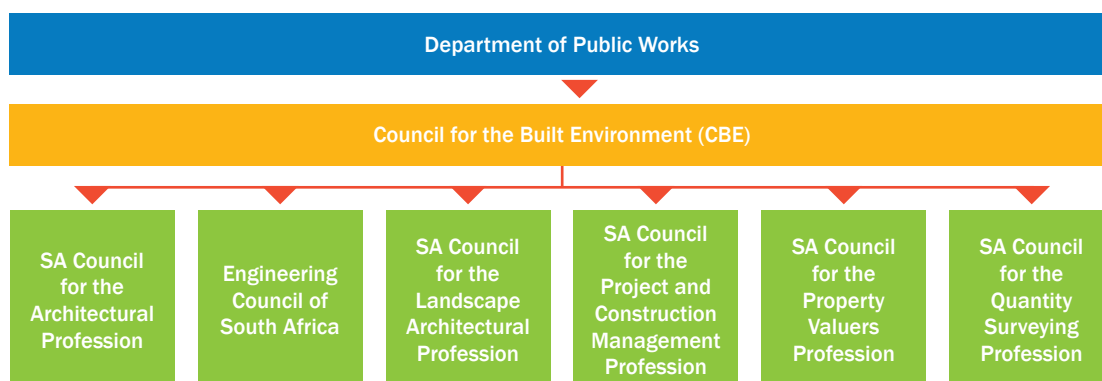 Department of Public Works
Council for the Built Environment (CBE)
SA Council
for the
Architectural
Profession
Engineering
Council of
South Africa
SA Council
for the
Landscape
Architectural
Profession
SA Council
for the
Project and
Construction
Management
Profession
SA Council
for the
Property
Valuers
Profession
SA Council
for the
Quantity
Surveying
Profession